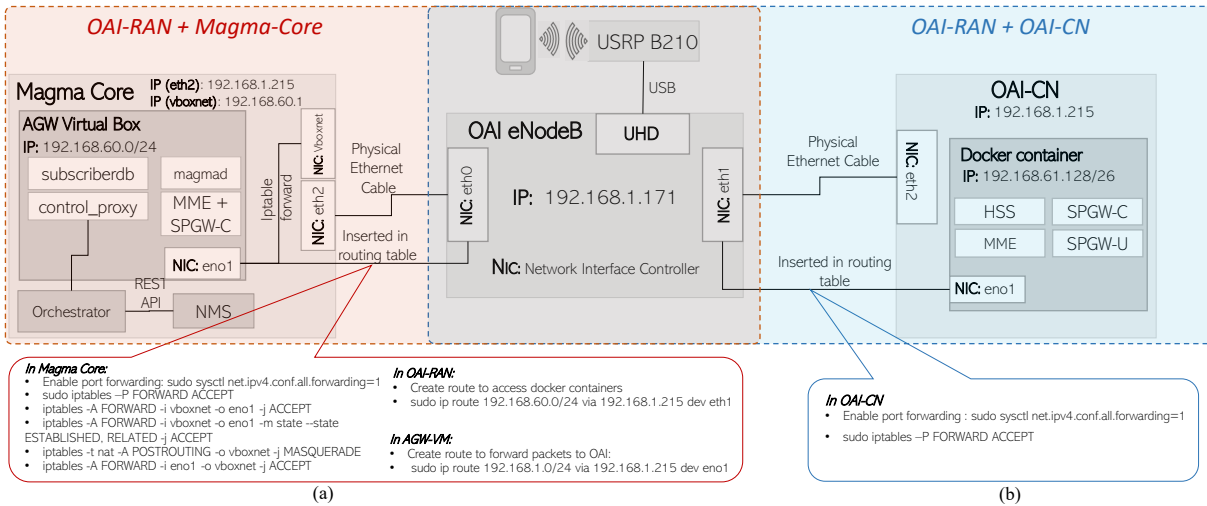 OAI-RAN + Magma-Core
OAI-RAN + OAI-CN
USRP B210
USB
Magma Core
IP (eth2): 192.168.1.215
IP (vboxnet): 192.168.60.1
AGW Virtual Box
IP: 192.168.60.0/24
subscriberdb
magmad
control_proxy
MME +
SPGW-C
NIC: eno1
Orchestrator
REST
API
NMS
Iptable
forward
NIC: Vboxnet
NIC: eth2
Physical
Ethernet
Cable
Inserted in
routing table
OAI eNodeB
UHD
NIC: eth0
IP: 192.168.1.171
NIC: eth1
NIC: Network Interface Controller
Physical
Ethernet Cable
Inserted in routing
table
OAI-CN
IP: 192.168.1.215
NIC: eth2
Docker container
IP: 192.168.61.128/26
HSS
SPGW-C
MME
SPGW-U
NIC: eno1
In Magma Core:
• Enable port forwarding: sudo sysctl net.ipv4.conf.all.forwarding=1
• sudo iptables –P FORWARD ACCEPT
• iptables -A FORWARD -i vboxnet -o eno1 -j ACCEPT
• iptables -A FORWARD -i vboxnet -o eno1 -m state --state
ESTABLISHED, RELATED -j ACCEPT
• iptables -t nat -A POSTROUTING -o vboxnet -j MASQUERADE
• iptables -A FORWARD -i eno1 -o vboxnet -j ACCEPT
In OAI-RAN:
• Create route to access docker containers
• sudo ip route 192.168.60.0/24 via 192.168.1.215 dev eth1
In AGW-VM:
• Create route to forward packets to OAI:
• sudo ip route 192.168.1.0/24 via 192.168.1.215 dev eno1
In OAI-CN
• Enable port forwarding : sudo sysctl net.ipv4.conf.all.forwarding=1
• sudo iptables –P FORWARD ACCEPT
(a)
(b)